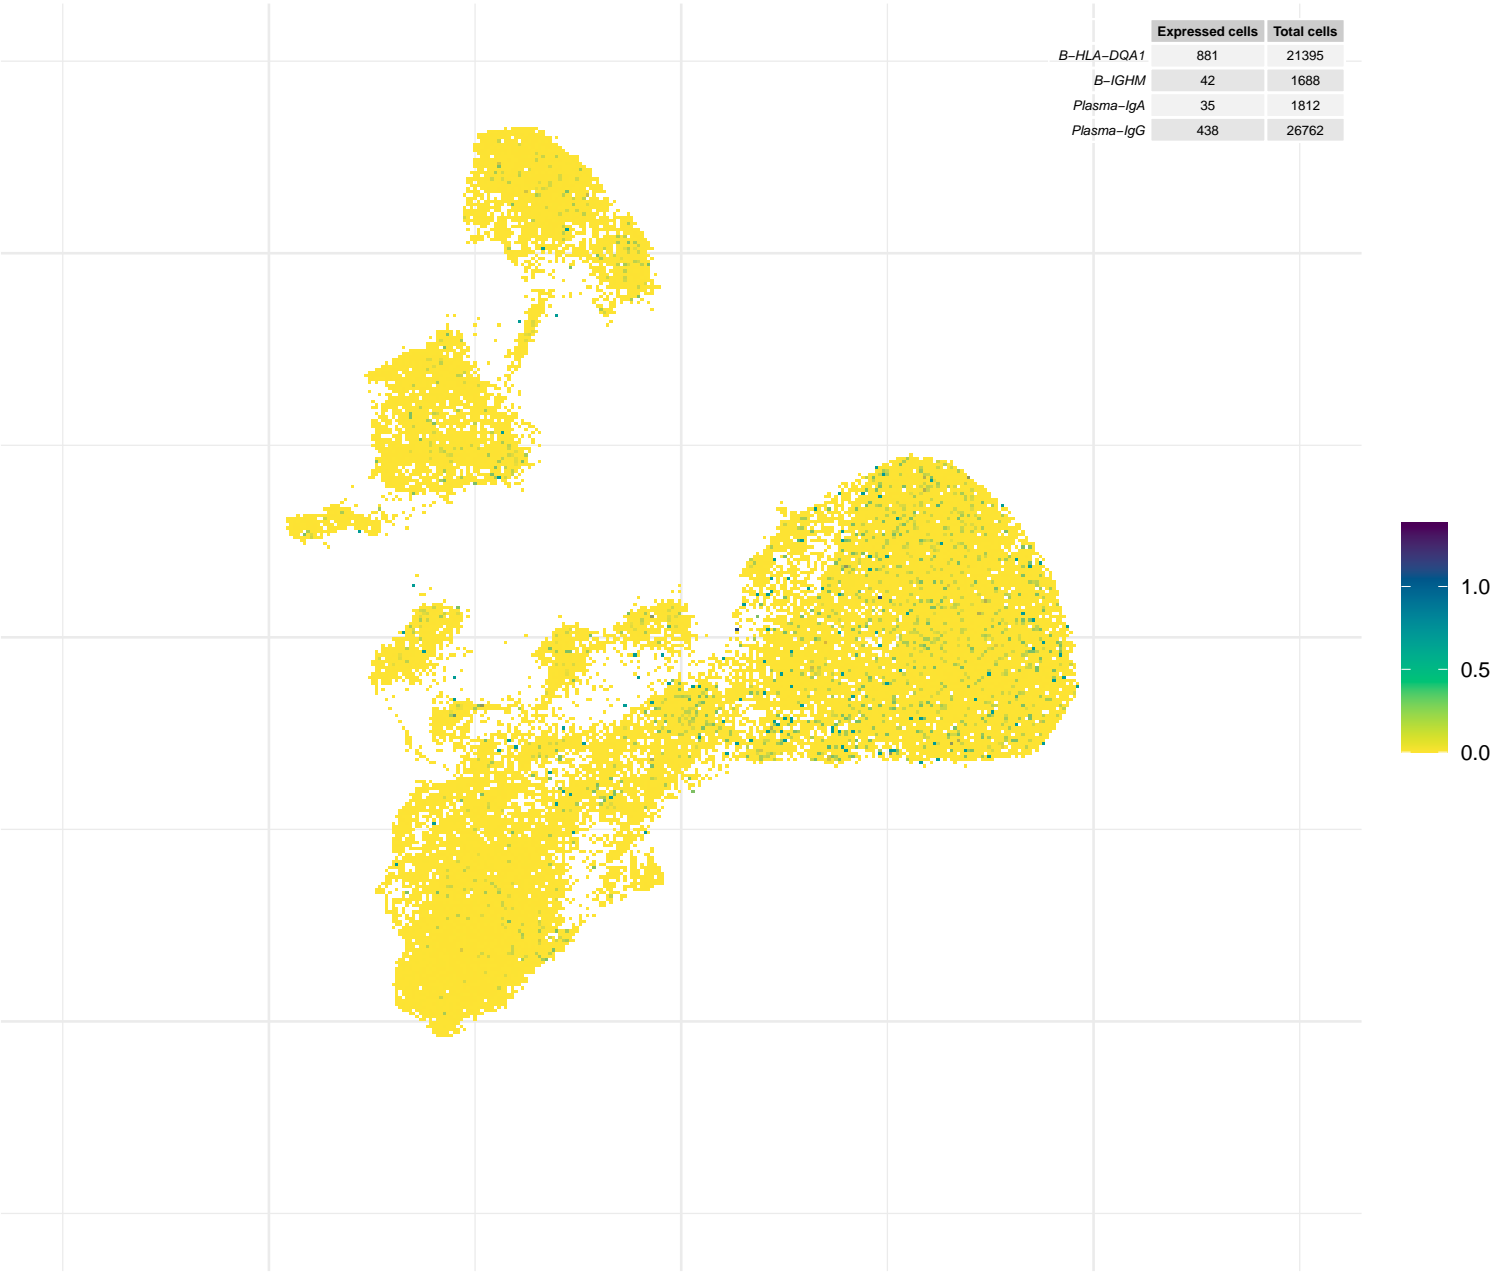 Expressed cells Total cells
B−HLA−DQA1 881 21395
B−IGHM 42 1688
Plasma−IgA 35 1812
Plasma−IgG 438 26762
1.0
0.5
0.0